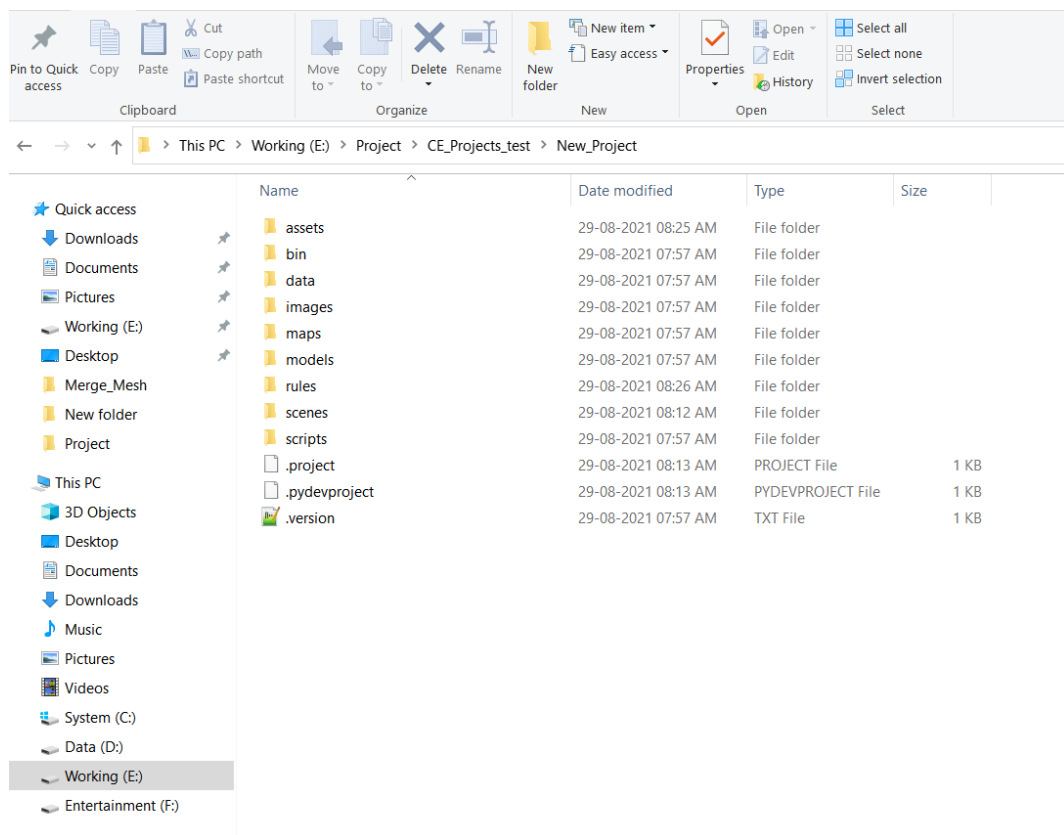 Pin to Quick access
Copy
Paste
Cut
Copy path
Paste shortcut
Clipboard
Move to
Copy to
Delete
Rename
Organize
New folder
New item
Easy access
New
Properties
Open
Edit
History
Open
Select all
Select none
Invert selection
Select
This PC > Working (E:) > Project > CE_Projects_test > New_Project
Name Date modified Type Size
Quick access
Downloads
Documents
Pictures
Working (E:)
Desktop
Merge_Mesh
New folder
Project
This PC
3D Objects
Desktop
Documents
Downloads
Music
Pictures
Videos
System (C:)
Data (D:)
Working (E:)
Entertainment (F:)
assets 29-08-2021 08:25 AM File folder
bin 29-08-2021 07:57 AM File folder
data 29-08-2021 07:57 AM File folder
images 29-08-2021 07:57 AM File folder
maps 29-08-2021 07:57 AM File folder
models 29-08-2021 07:57 AM File folder
rules 29-08-2021 08:26 AM File folder
scenes 29-08-2021 08:12 AM File folder
scripts 29-08-2021 07:57 AM File folder
.project 29-08-2021 08:13 AM PROJECT File 1 KB
.pydevproject 29-08-2021 08:13 AM PYDEVPROJECT File 1 KB
.version 29-08-2021 07:57 AM TXT File 1 KB